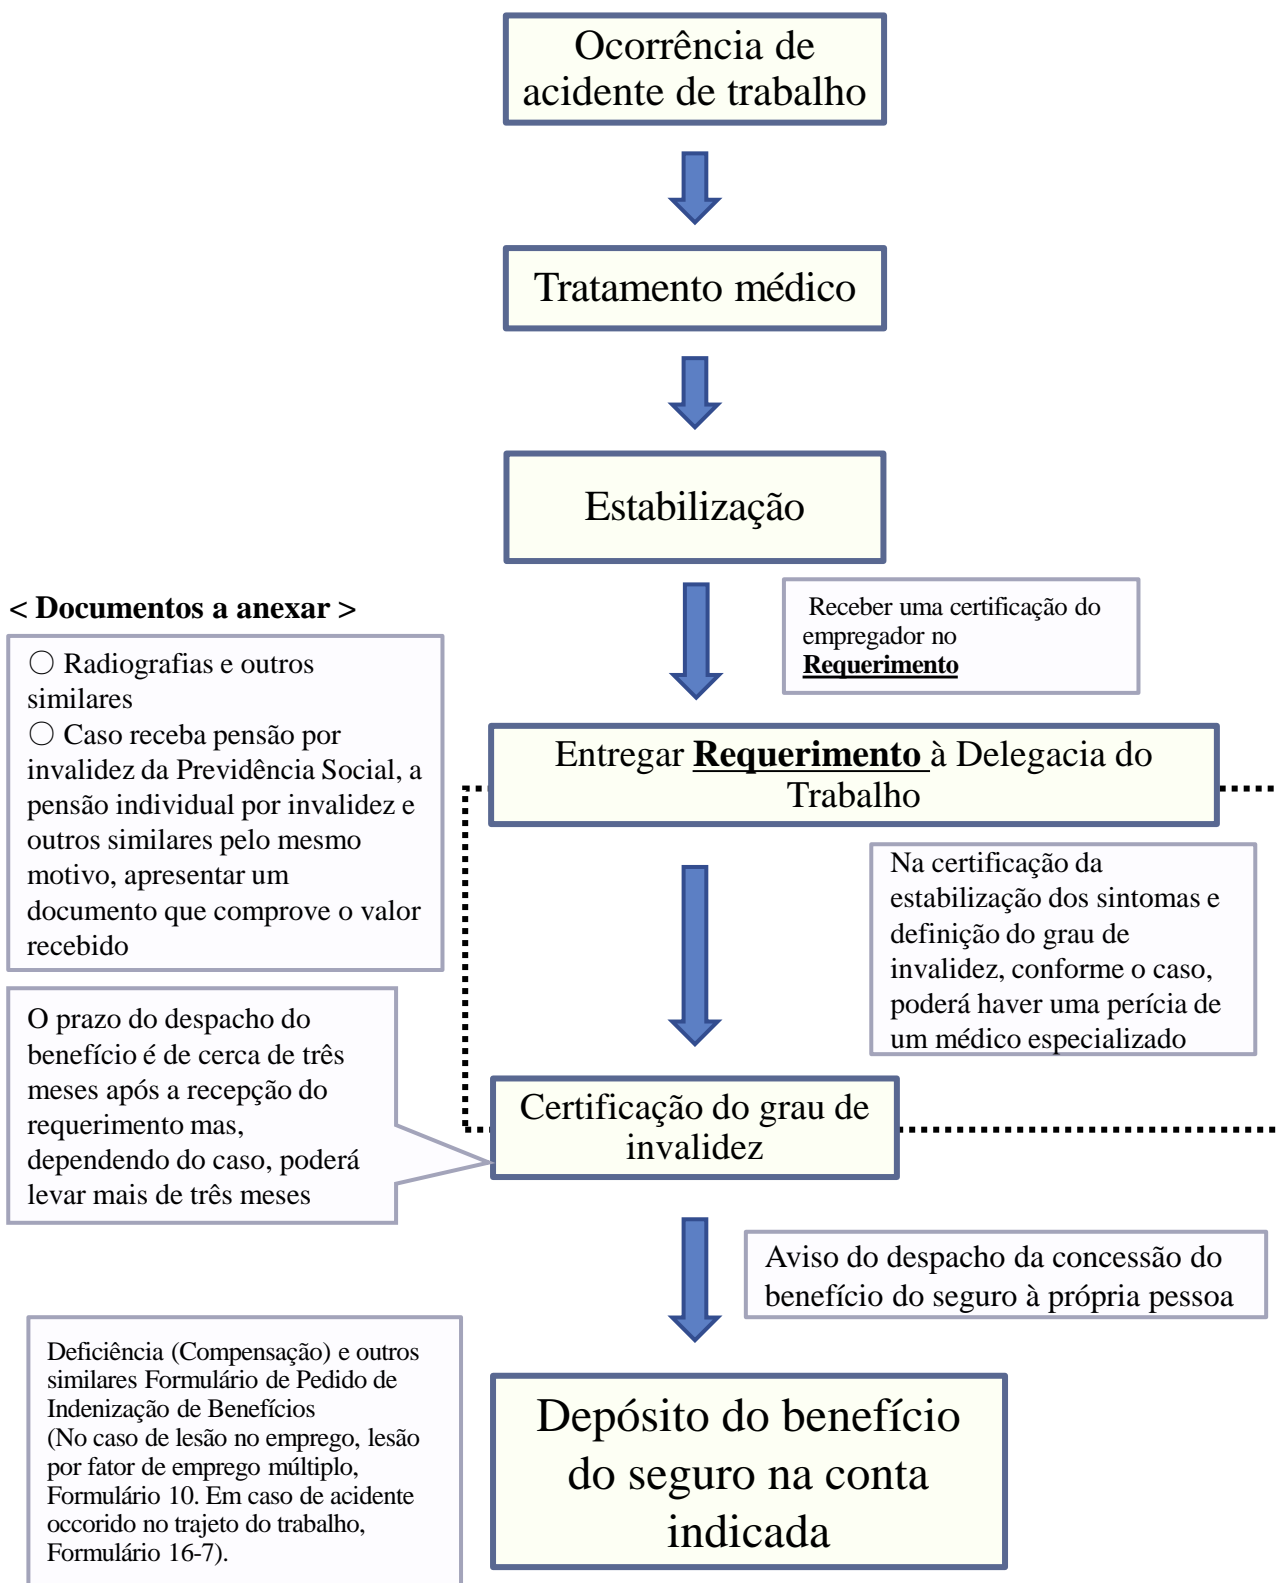 Ocorrência de
acidente de trabalho
Tratamento médico
Estabilização
Receber uma certificação do
empregador no
Requerimento
< Documentos a anexar >
〇 Radiografias e outros
similares
〇 Caso receba pensão por
invalidez da Previdência Social, a
pensão individual por invalidez e
outros similares pelo mesmo
motivo, apresentar um
documento que comprove o valor
recebido
Entregar Requerimento à Delegacia do
Trabalho
Na certificação da
estabilização dos sintomas e
definição do grau de
invalidez, conforme o caso,
poderá haver uma perícia de
um médico especializado
O prazo do despacho do
benefício é de cerca de três
meses após a recepção do
requerimento mas,
dependendo do caso, poderá
levar mais de três meses
Certificação do grau de
invalidez
Aviso do despacho da concessão do
benefício do seguro à própria pessoa
Deficiência (Compensação) e outros
similares Formulário de Pedido de
Indenização de Benefícios
(No caso de lesão no emprego, lesão
por fator de emprego múltiplo,
Formulário 10. Em caso de acidente
occorido no trajeto do trabalho,
Formulário 16-7).
Depósito do benefício
do seguro na conta
indicada